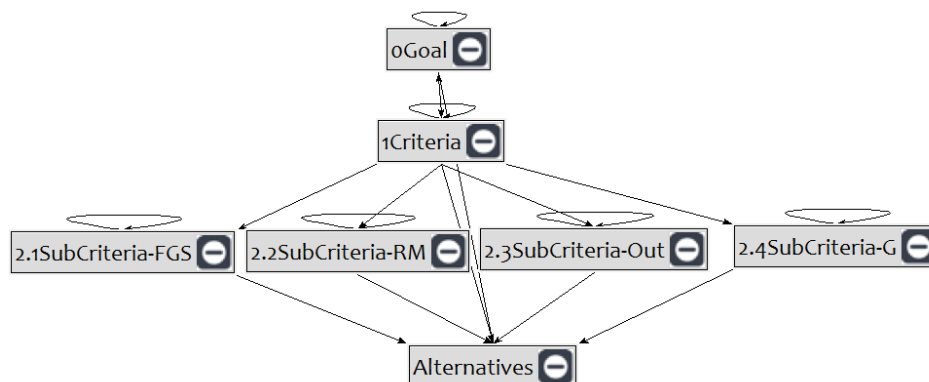 0Goal
1Criteria
2.1SubCriteria-FGS
2.2SubCriteria-RM
2.3SubCriteria-Out
2.4SubCriteria-G
Alternatives